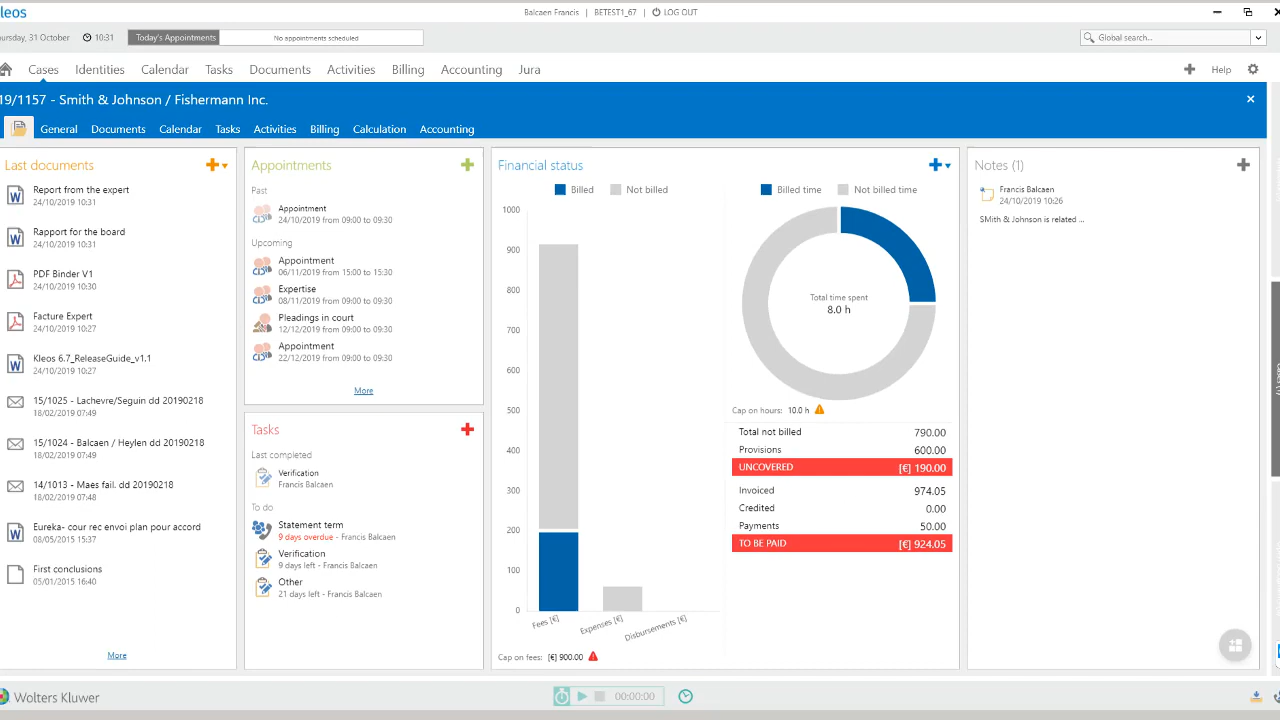 leos
Balcaen Francis | BETEST1_67 | LOG OUT
ursday, 31 October 10:31 Today's Appointments No appointments scheduled
Global search...
Cases Identities Calendar Tasks Documents Activities Billing Accounting Jura
Help
19/1157 - Smith & Johnson / Fishermann Inc.
General Documents Calendar Tasks Activities Billing Calculation Accounting
Last documents
Report from the expert
24/10/2019 10:31
Rapport for the board
24/10/2019 10:31
PDF Binder V1
24/10/2019 10:30
Facture Expert
24/10/2019 10:27
Kleos 6.7_ReleaseGuide_v1.1
24/10/2019 10:27
15/1025 - Lachevre/Seguin dd 20190218
18/02/2019 07:49
15/1024 - Balcaen / Heylen dd 20190218
18/02/2019 07:49
14/1013 - Maes fail. dd 20190218
18/02/2019 07:48
Eureka- cour rec envoi plan pour accord
08/05/2015 15:37
First conclusions
05/01/2015 16:40
More
Appointments
Past
Appointment
24/10/2019 from 09:00 to 09:30
Upcoming
Appointment
06/11/2019 from 15:00 to 15:30
Expertise
08/11/2019 from 09:00 to 09:30
Pleadings in court
12/12/2019 from 09:00 to 09:30
Appointment
22/12/2019 from 09:00 to 09:30
More
Tasks
Last completed
Verification
Francis Balcaen
To do
Statement term
9 days overdue - Francis Balcaen
Verification
9 days left - Francis Balcaen
Other
21 days left - Francis Balcaen
Financial status
Billed Not billed
1000
900
800
700
600
500
400
300
200
100
0
Fees [€] Expenses [€] Disbursements [€]
Cap on fees: [€] 900.00
Billed time Not billed time
Total time spent
8.0 h
Cap on hours: 10.0 h
Total not billed 790.00
Provisions 600.00
UNCOVERED [€] 190.00
Invoiced 974.05
Credited 0.00
Payments 50.00
TO BE PAID [€] 924.05
Notes (1)
Francis Balcaen
24/10/2019 10:26
SMith & Johnson is related ...
Wolters Kluwer
00:00:00